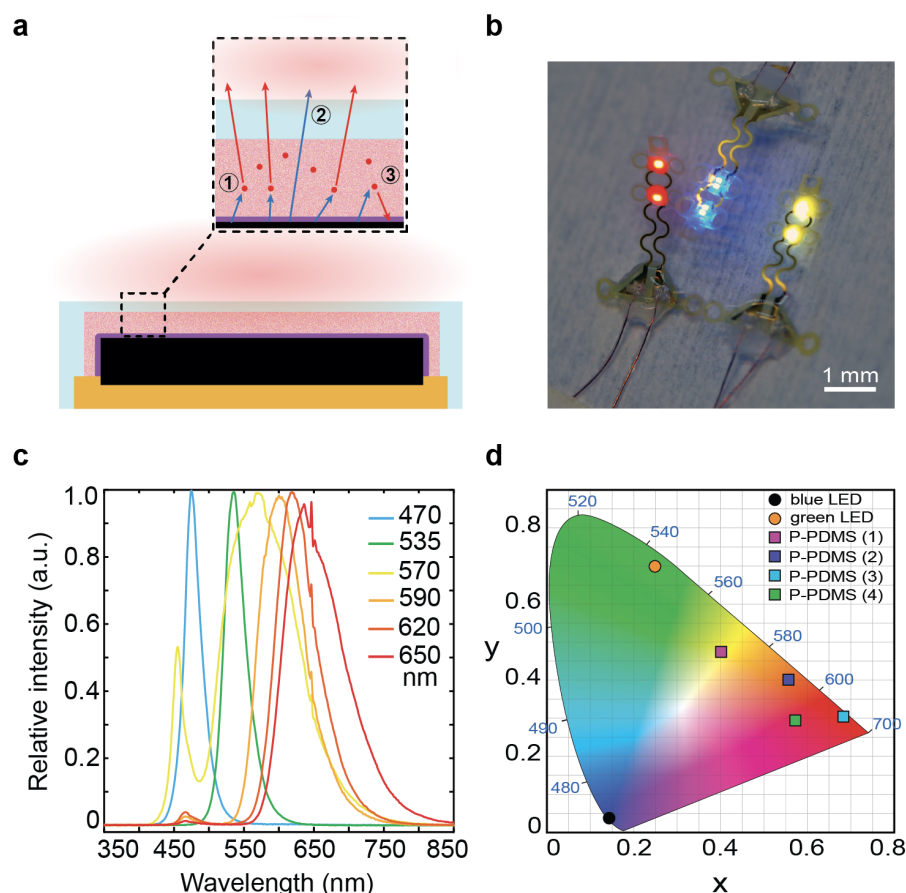 a
①
②
③
b
1 mm
c
Relative intensity (a.u.)
1.0
0.8
0.6
0.4
0.2
0
470
535
570
590
620
650
nm
350 450 550 650 750 850
Wavelength (nm)
d
y
0.8
0.6
0.4
0.2
0
520
540
560
580
600
700
500
490
480
blue LED
green LED
P-PDMS (1)
P-PDMS (2)
P-PDMS (3)
P-PDMS (4)
0 0.2 0.4 0.6 0.8
x